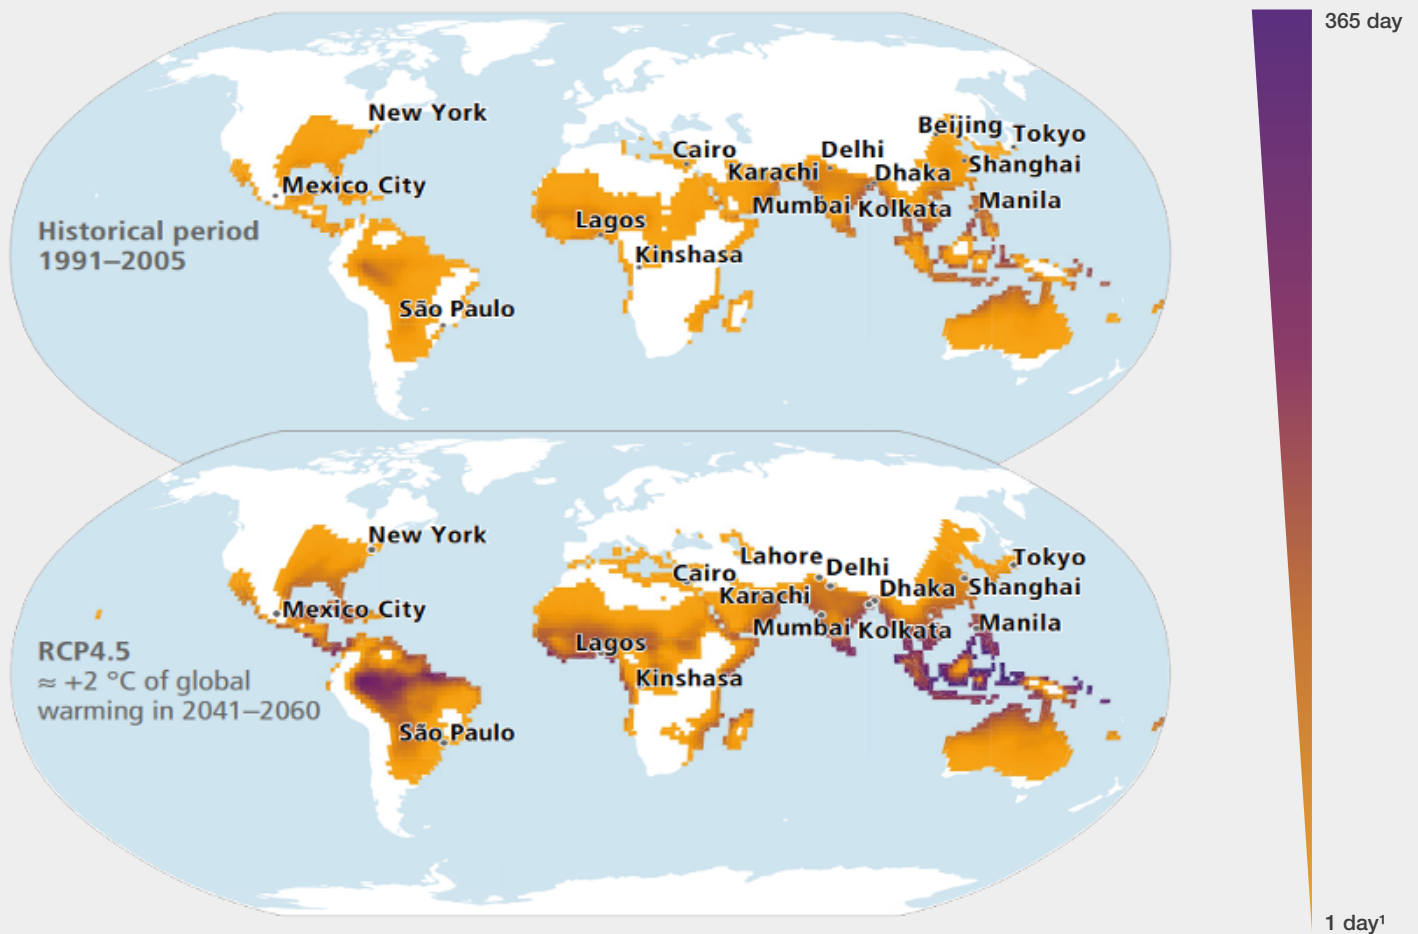 365 day
New York
Beijing
Tokyo
Cairo
Delhi
Shanghai
Karachi
Dhaka
Mexico City
Mumbai
Kolkata
Manila
Lagos
Historical period
1991–2005
Kinshasa
São Paulo
New York
Lahore
Delhi
Tokyo
Cairo
Karachi
Dhaka
Shanghai
Mexico City
Mumbai
Kolkata
Manila
Lagos
RCP4.5
≈ +2 °C of global
warming in 2041–2060
Kinshasa
São Paulo
1 day¹